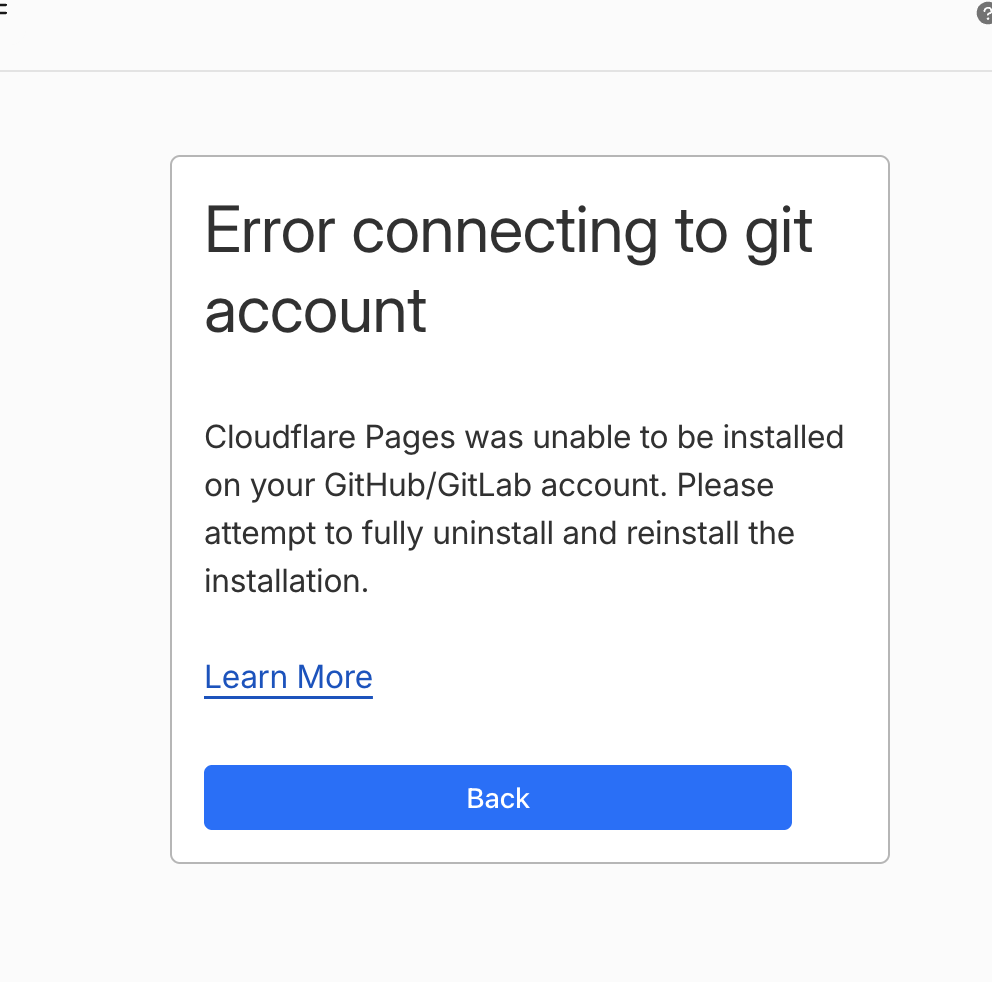 Error connecting to git
account
Cloudflare Pages was unable to be installed
on your GitHub/GitLab account. Please
attempt to fully uninstall and reinstall the
installation.
Learn More
Back